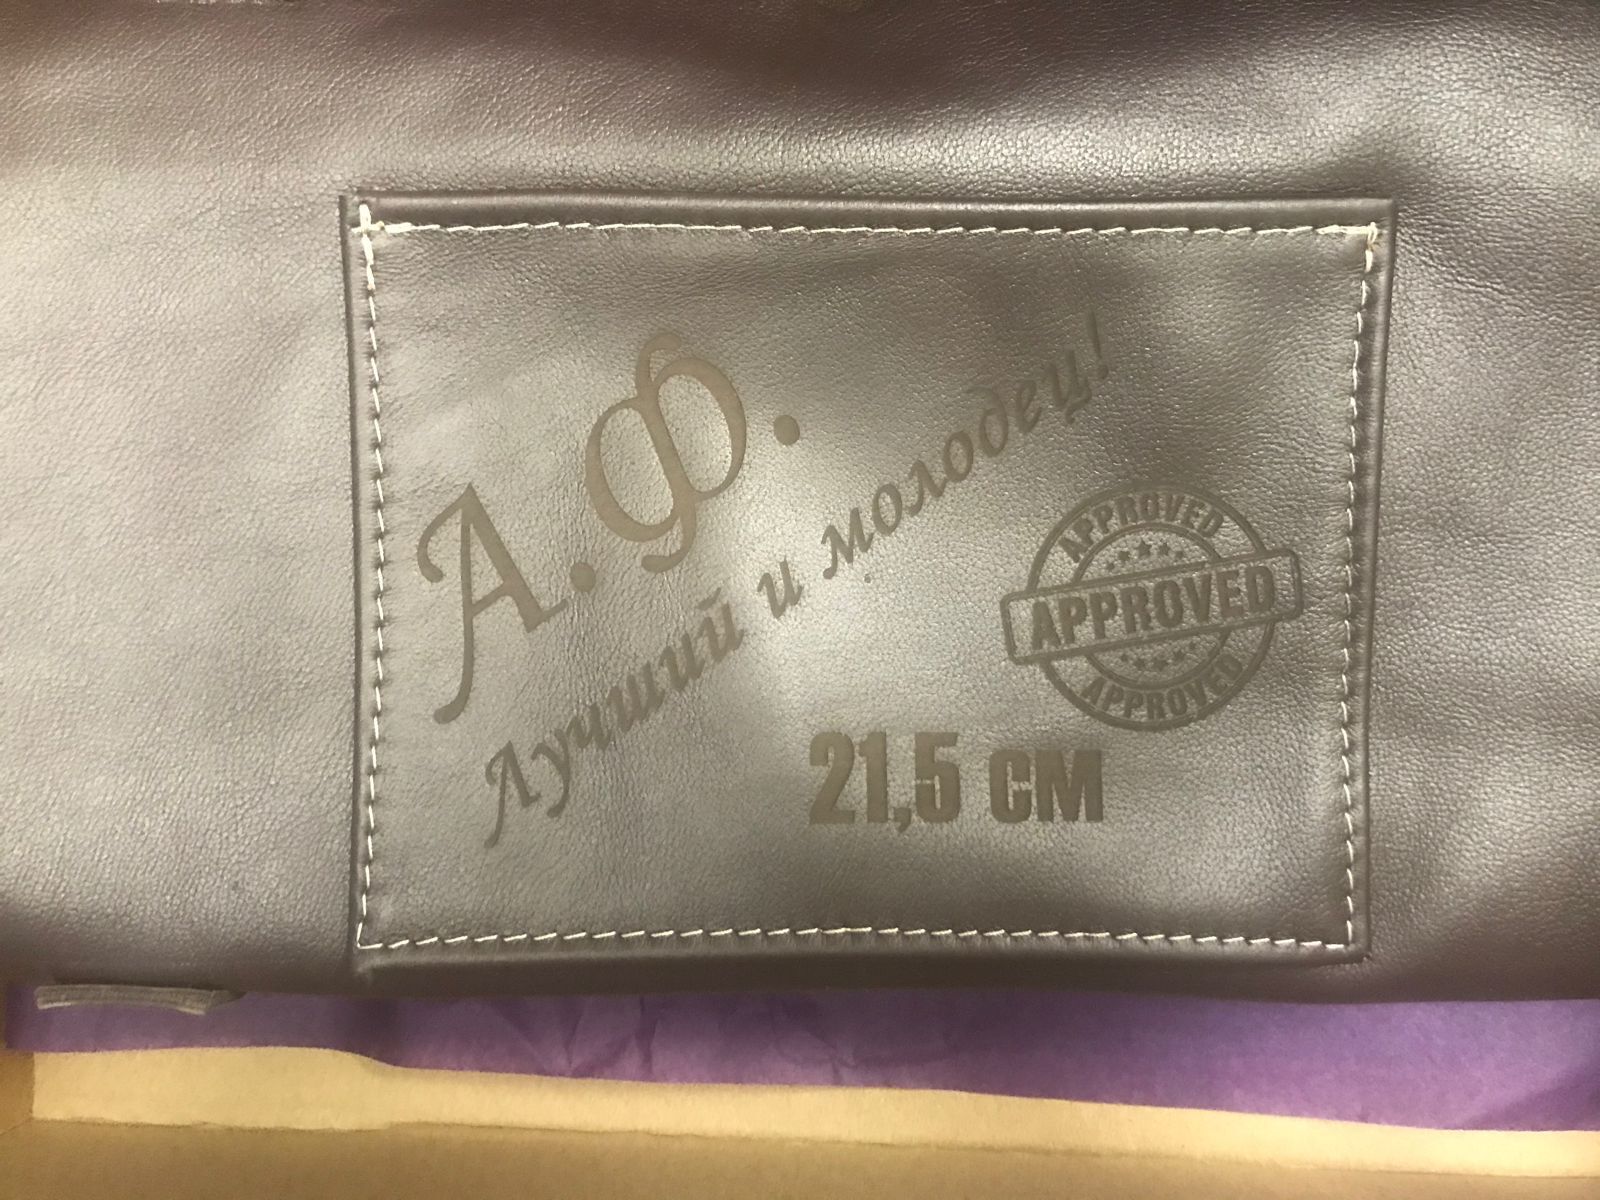 А.Ф.
Лучший и молодец!
APPROVED
APPROVED
APPROVED
21,5 см